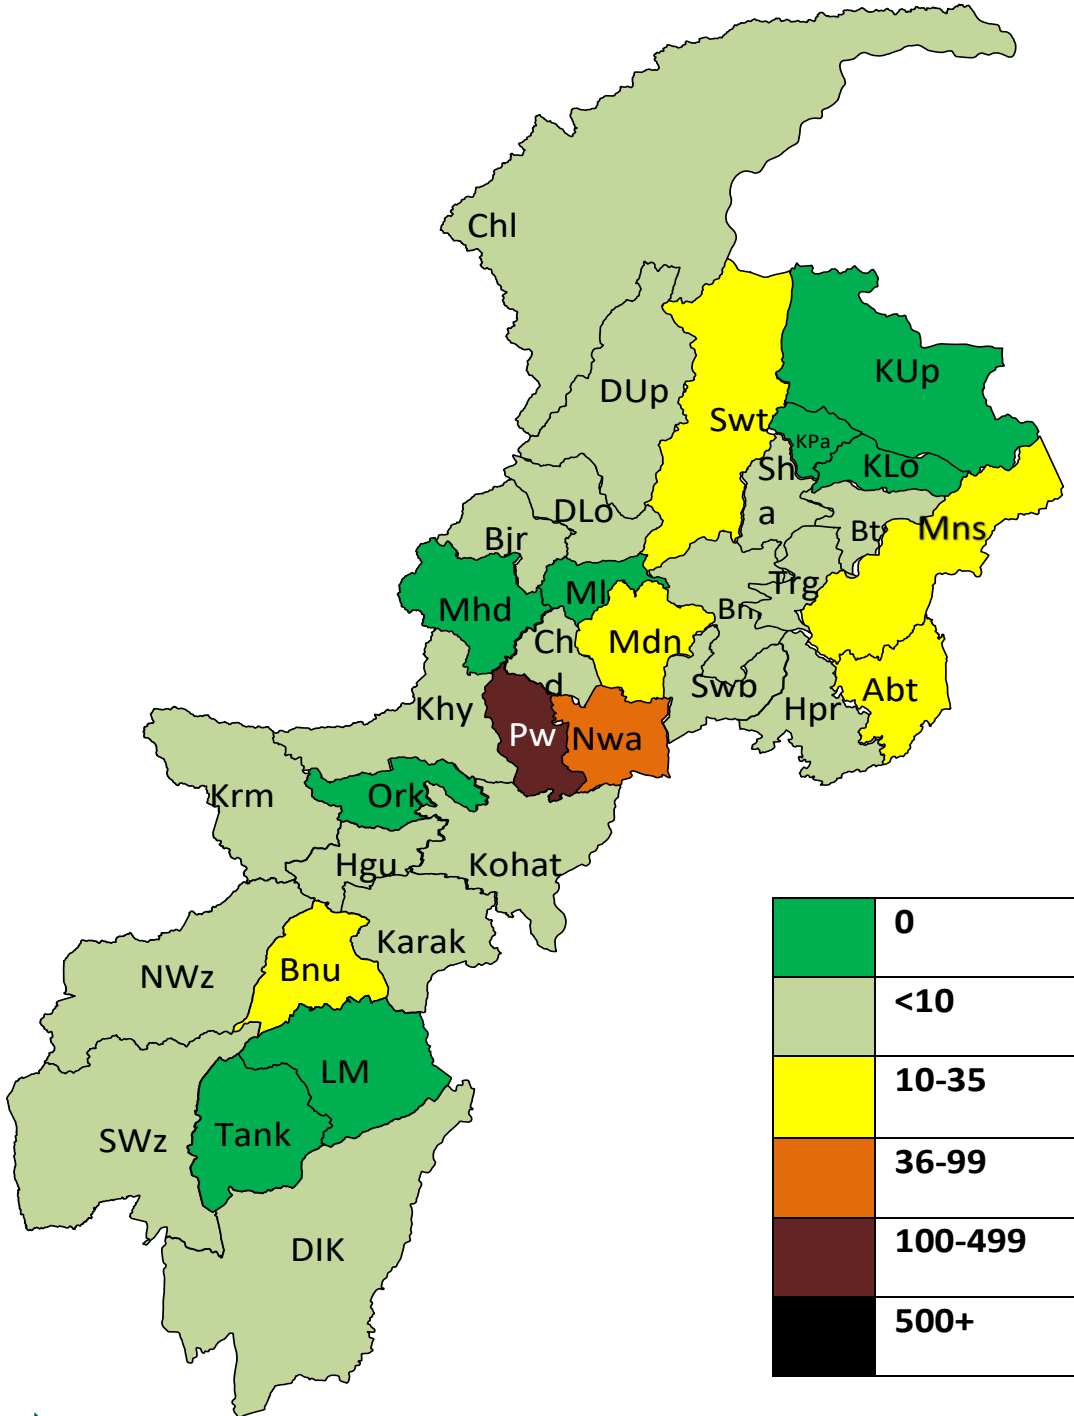 Chl
KUp
DUp
Swt
KPa
Sh
a
KLo
DLo
Bt
Mns
Bjr
Trg
Ml
Mhd
Bn
Ch
d
Mdn
Swb
Abt
Khy
Hpr
Pw
Nwa
Krm
Ork
Hgu
Kohat
Karak
NWz
Bnu
LM
SWz
Tank
DIK
0
<10
10-35
36-99
100-499
500+